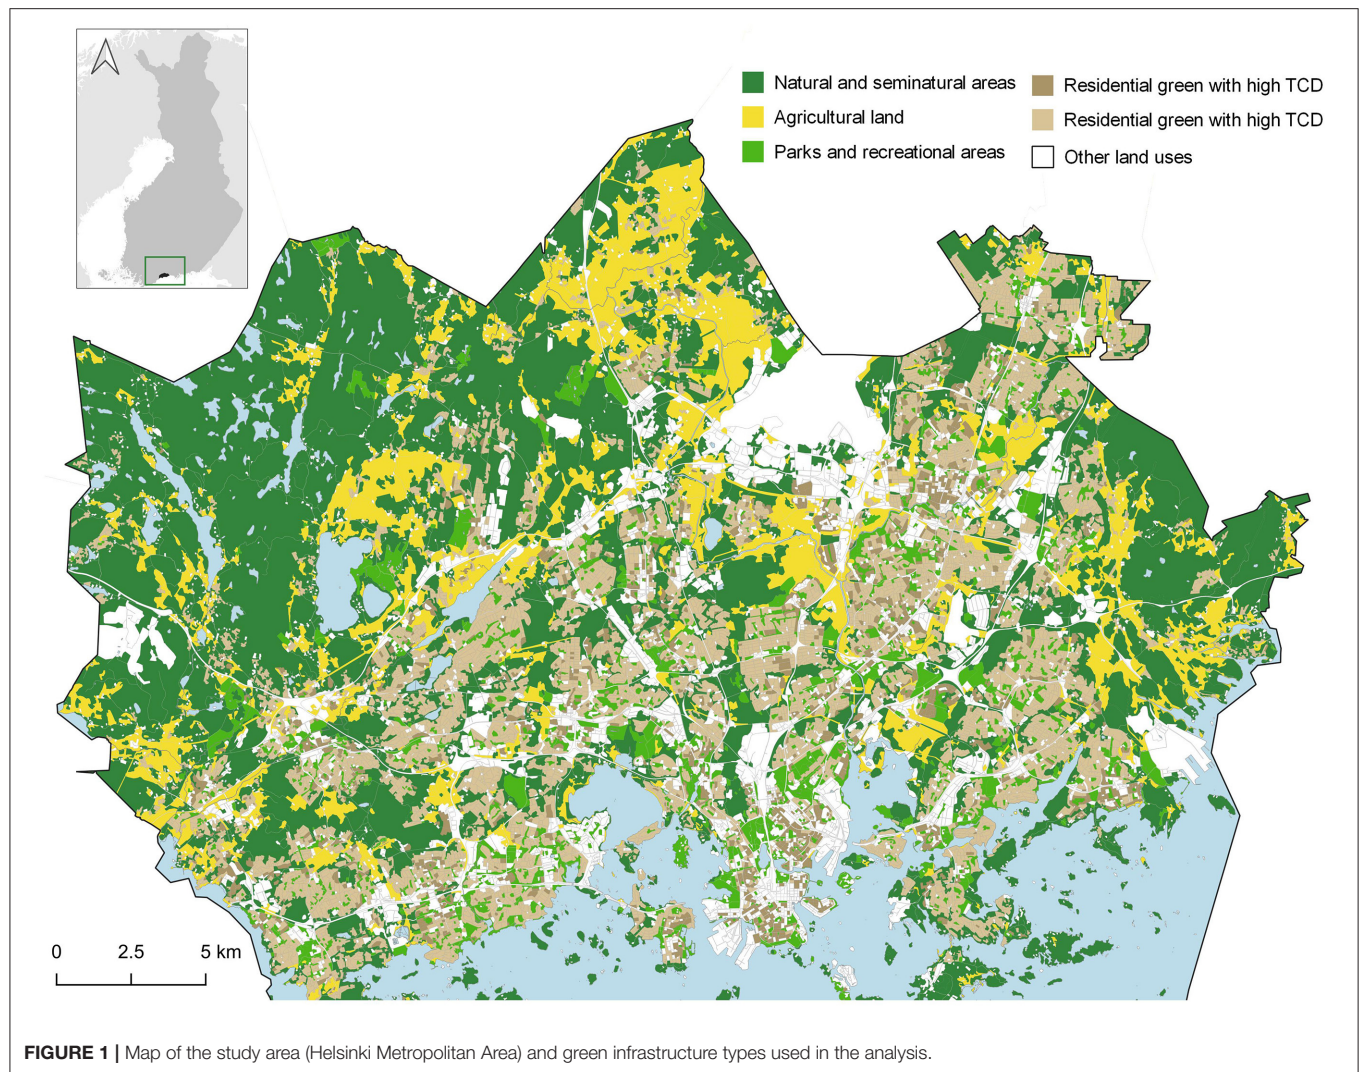 Natural and seminatural areas
Agricultural land
Parks and recreational areas
Residential green with high TCD
Residential green with high TCD
Other land uses
0 2.5 5 km
FIGURE 1 | Map of the study area (Helsinki Metropolitan Area) and green infrastructure types used in the analysis.